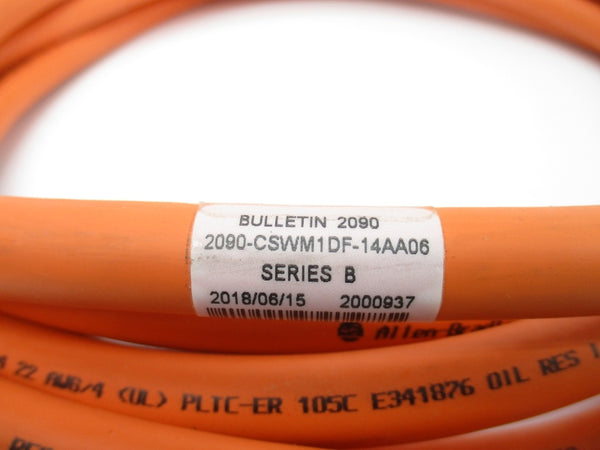 BULLETIN 2090
2090-CSWM1DF-14AA06
SERIES B
2018/06/15 2000937
Allen-Brad
22 AWG/4 (UL) PLTC-ER 105C E341876 OIL RES